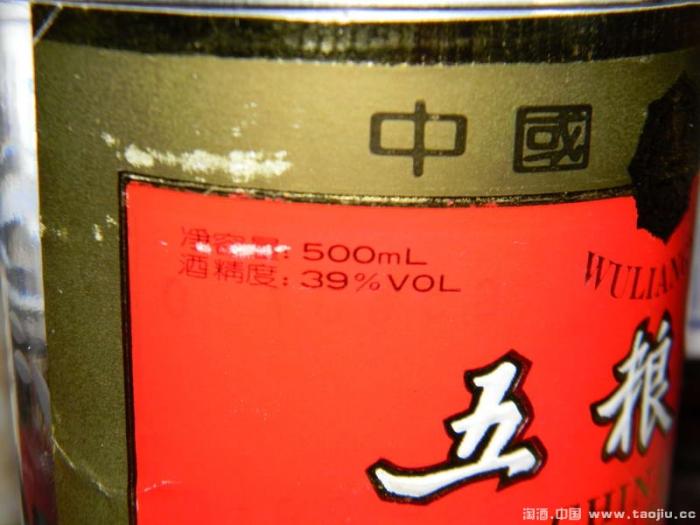 中國
净容量: 500mL
酒精度: 39%VOL
WULIAN
五粮
CHIN
淘酒.中国 www.taojiu.cc